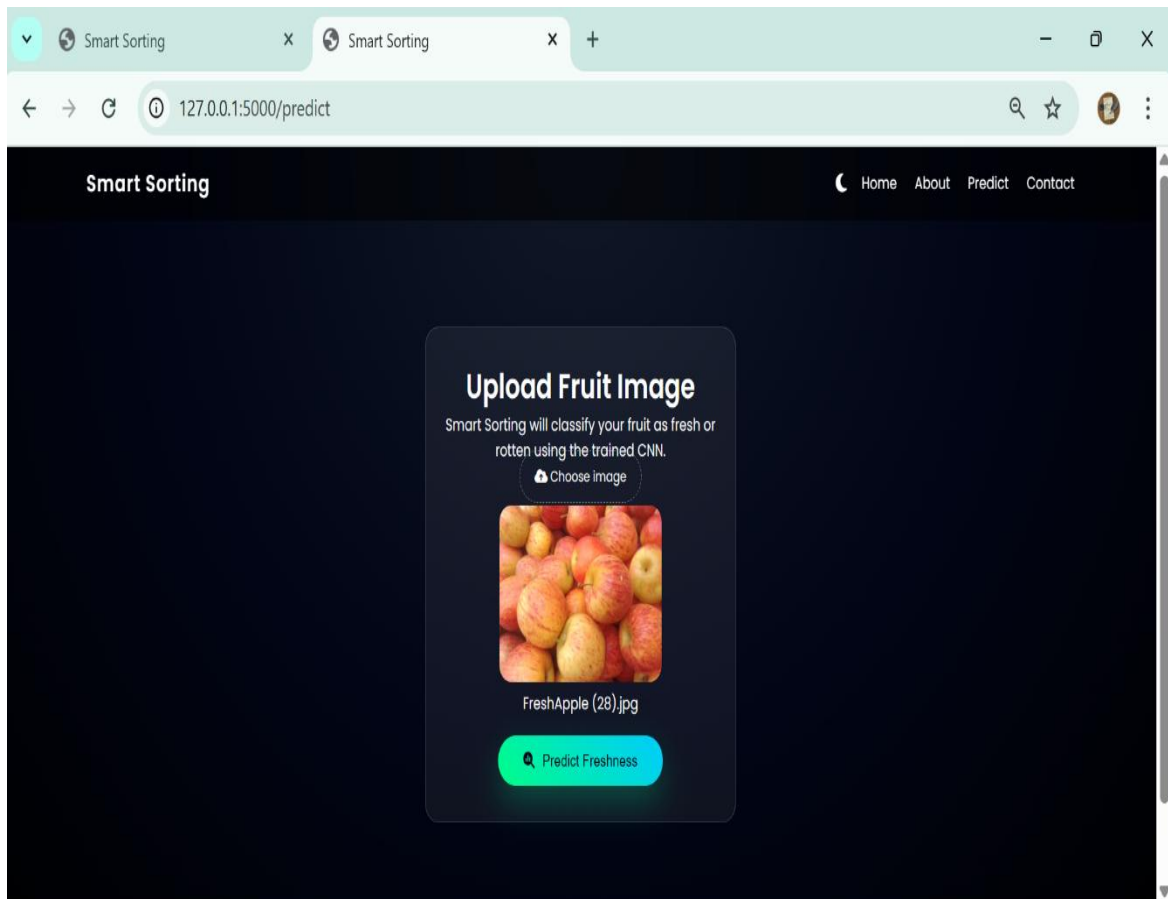 Smart Sorting
Smart Sorting
127.0.0.1:5000/predict
Smart Sorting
Home About Predict Contact
Upload Fruit Image
Smart Sorting will classify your fruit as fresh or
rotten using the trained CNN.
Choose image
FreshApple (28).jpg
Predict Freshness